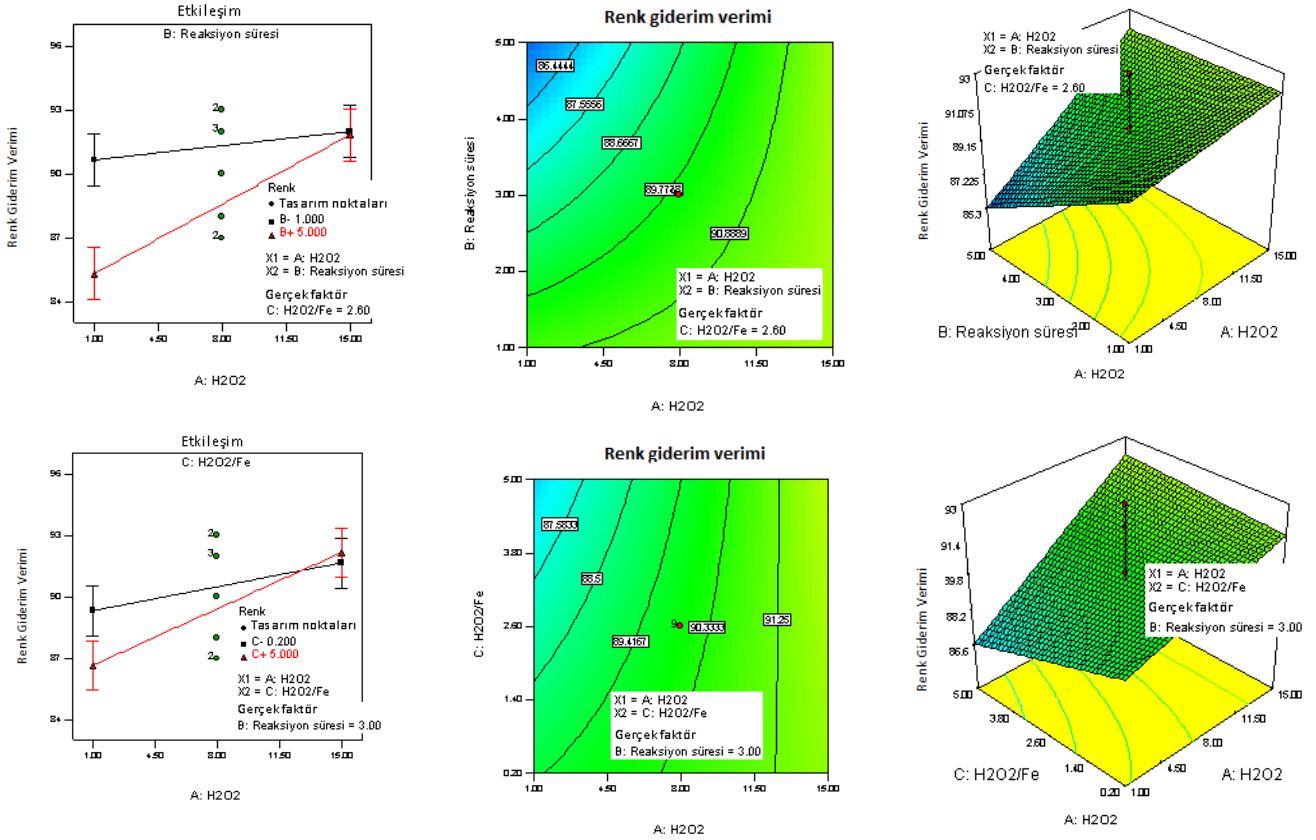 Etkileşim
B: Reaksiyon süresi
96
93
90
87
84
2
3
2
Renk Giderim Verimi
Renk
Tasarım noktaları
B- 1.000
B+ 5.000
X1 = A: H2O2
X2 = B: Reaksiyon süresi
Gerçek faktör
C: H2O2/Fe = 2.60
1.00 4.50 8.00 11.50 15.00
A: H2O2
Renk giderim verimi
5.00
4.00
3.00
2.00
1.00
B: Reaksiyon süresi
86.4444
87.5556
88.6667
89.7778
90.8889
X1 = A: H2O2
X2 = B: Reaksiyon süresi
Gerçek faktör
C: H2O2/Fe = 2.60
1.00 4.50 8.00 11.50 15.00
A: H2O2
X1 = A: H2O2
X2 = B: Reaksiyon süresi
Gerçek faktör
C: H2O2/Fe = 2.60
93
91.075
89.15
87.225
85.3
Renk Giderim Verimi
5.00
4.00
3.00
2.00
1.00
1.00
4.50
8.00
11.50
15.00
B: Reaksiyon süresi
A: H2O2
A: H2O2
Etkileşim
C: H2O2/Fe
96
93
90
87
84
2
3
2
Renk Giderim Verimi
Renk
Tasarım noktaları
C- 0.200
C+ 5.000
X1 = A: H2O2
X2 = C: H2O2/Fe
Gerçek faktör
B: Reaksiyon süresi = 3.00
1.00 4.50 8.00 11.50 15.00
A: H2O2
Renk giderim verimi
5.00
3.80
2.60
1.40
0.20
C: H2O2/Fe
87.5833
88.5
89.4167
9
90.3333
91.25
X1 = A: H2O2
X2 = C: H2O2/Fe
Gerçek faktör
B: Reaksiyon süresi = 3.00
1.00 4.50 8.00 11.50 15.00
A: H2O2
93
91.4
89.8
88.2
86.6
Renk Giderim Verimi
X1 = A: H2O2
X2 = C: H2O2/Fe
Gerçek faktör
B: Reaksiyon süresi = 3.00
5.00
3.80
2.60
1.40
0.20
1.00
4.50
8.00
11.50
15.00
C: H2O2/Fe
A: H2O2
A: H2O2